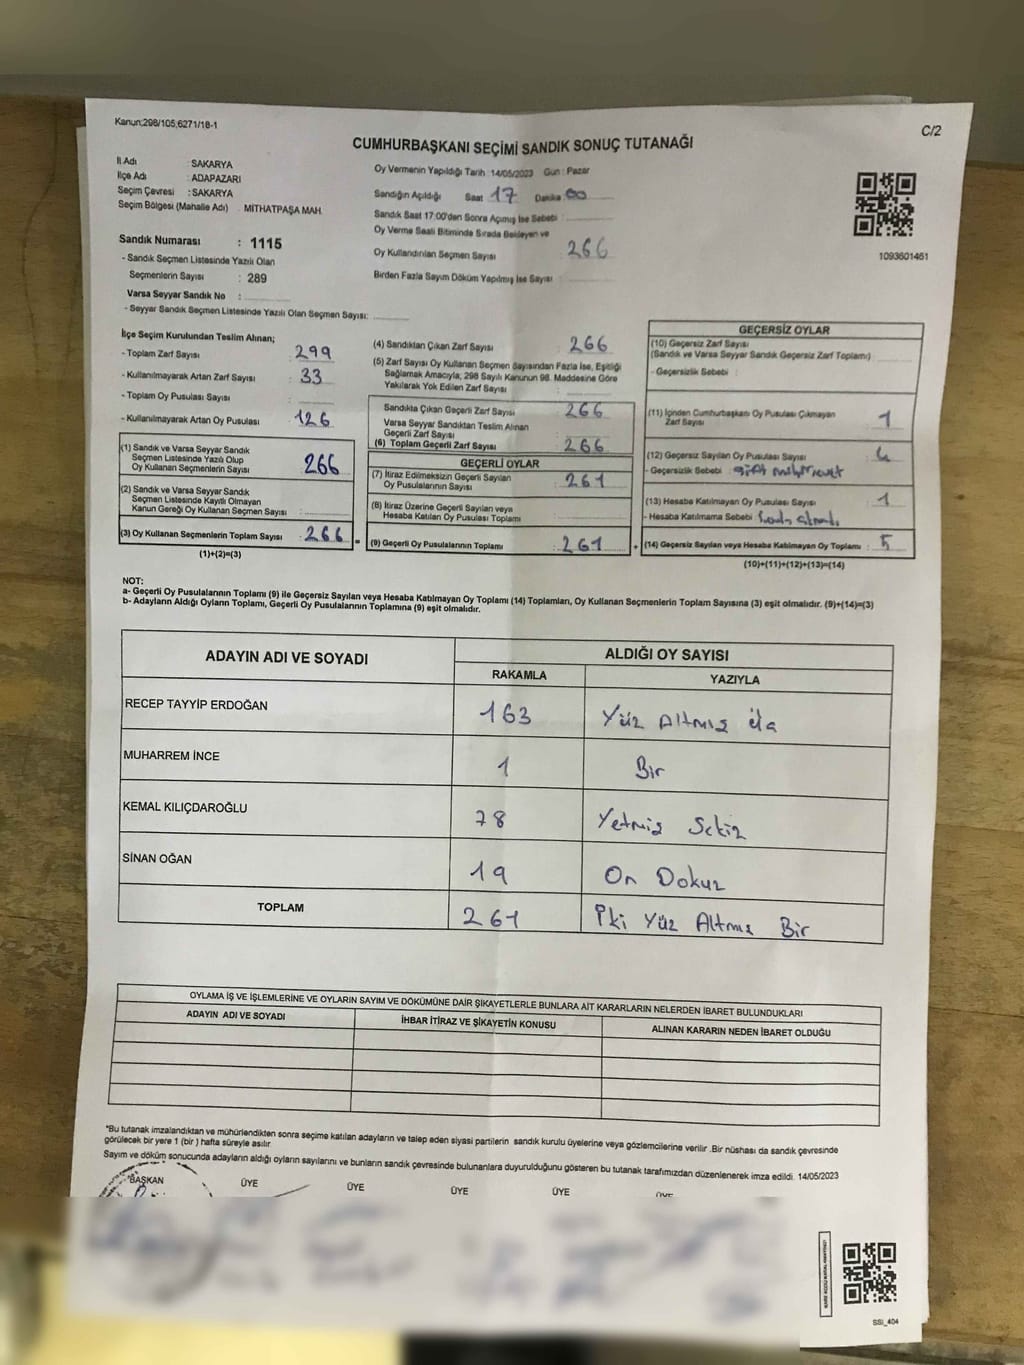 Kanun;298/105,6271/18-1
C/2
CUMHURBAŞKANI SEÇİMİ SANDIK SONUÇ TUTANAĞI
İl Adı : SAKARYA
İlçe Adı : ADAPAZARI
Seçim Çevresi : SAKARYA
Seçim Bölgesi (Mahalle Adı) . MİTHATPAŞA MAH.
Sandık Numarası : 1115
- Sandık Seçmen Listesinde Yazılı Olan
Seçmenlerin Sayısı : 289
Varsa Seyyar Sandık No :
- Seyyar Sandık Seçmen Listesinde Yazılı Olan Seçmen Sayısı:
Oy Vermenin Yapıldığı Tarih :14/05/2023 Gün : Pazar
Sandığın Açıldığı Saat 17 Dakika 00
Sandık Saat 17:00'den Sonra Açımış İse Sebebi :
Oy Verme Saati Bitiminde Sırada Bekleyen ve
Oy Kullandırılan Seçmen Sayısı 266
Birden Fazla Sayım Döküm Yapılmış İse Sayısı :
1093601461
İlçe Seçim Kurulundan Teslim Alınan;
- Toplam Zarf Sayısı : 299
- Kullanılmayarak Artan Zarf Sayısı : 33
- Toplam Oy Pusulası Sayısı :
- Kullanılmayarak Artan Oy Pusulası : 126
(1) Sandık ve Varsa Seyyar Sandık
Seçmen Listesinde Yazılı Olup
Oy Kullanan Seçmenlerin Sayısı : 266
(2) Sandık ve Varsa Seyyar Sandık
Seçmen Listesinde Kayıtlı Olmayan
Kanun Gereği Oy Kullanan Seçmen Sayısı :
(3) Oy Kullanan Seçmenlerin Toplam Sayısı : 266
(1)+(2)=(3)
(4) Sandıktan Çıkan Zarf Sayısı : 266
(5) Zarf Sayısı Oy Kullanan Seçmen Sayısından Fazla İse, Eşitliği
Sağlamak Amacıyla; 298 Sayılı Kanunun 98. Maddesine Göre
Yakılarak Yok Edilen Zarf Sayısı :
Sandıkta Çıkan Geçerli Zarf Sayısı : 266
Varsa Seyyar Sandıktan Teslim Alınan
Geçerli Zarf Sayısı :
(6) Toplam Geçerli Zarf Sayısı : 266
GEÇERLİ OYLAR
(7) İtiraz Edilmeksizin Geçerli Sayılan
Oy Pusulalarının Sayısı : 261
(8) İtiraz Üzerine Geçerli Sayılan veya
Hesaba Katılan Oy Pusulası Toplamı :
= (9) Geçerli Oy Pusulalarının Toplamı : 261
GEÇERSİZ OYLAR
(10) Geçersiz Zarf Sayısı
(Sandık ve Varsa Seyyar Sandık Geçersiz Zarf Toplamı)
- Geçersizlik Sebebi :
(11) İçinden Cumhurbaşkanı Oy Pusulası Çıkmayan
Zarf Sayısı : 1
(12) Geçersiz Sayılan Oy Pusulası Sayısı :
- Geçersizlik Sebebi :
(13) Hesaba Katılmayan Oy Pusulası Sayısı : 1
- Hesaba Katılmama Sebebi :
+ (14) Geçersiz Sayılan veya Hesaba Katılmayan Oy Toplamı : 5
(10)+(11)+(12)+(13)=(14)
NOT:
a- Geçerli Oy Pusulalarının Toplamı (9) ile Geçersiz Sayılan veya Hesaba Katılmayan Oy Toplamı (14) Toplamları, Oy Kullanan Seçmenlerin Toplam Sayısına (3) eşit olmalıdır. (9)+(14)=(3)
b- Adayların Aldığı Oyların Toplamı, Geçerli Oy Pusulalarının Toplamına (9) eşit olmalıdır.
ADAYIN ADI VE SOYADI ALDIĞI OY SAYISI
RAKAMLA YAZIYLA
RECEP TAYYİP ERDOĞAN 163 Yüz Altmış
MUHARREM İNCE 1 Bir
KEMAL KILIÇDAROĞLU 78 Yetmiş Sekiz
SİNAN OĞAN 19 On Dokuz
TOPLAM 261 İki Yüz Altmış Bir
OYLAMA İŞ VE İŞLEMLERİNE VE OYLARIN SAYIM VE DÖKÜMÜNE DAİR ŞİKAYETLERLE BUNLARA AİT KARARLARIN NELERDEN İBARET BULUNDUKLARI
ADAYIN ADI VE SOYADI İHBAR İTİRAZ VE ŞİKAYETİN KONUSU ALINAN KARARIN NEDEN İBARET OLDUĞU
*Bu tutanak imzalandıktan ve mühürlendikten sonra seçime katılan adayların ve talep eden siyasi partilerin sandık kurulu üyelerine veya gözlemcilerine verilir .Bir nüshası da sandık çevresinde
görülecek bir yere 1 (bir ) hafta süreyle asılır.
Sayım ve döküm sonucunda adayların aldığı oyların sayılarını ve bunların sandık çevresinde bulunanlara duyurulduğunu gösteren bu tutanak tarafımızdan düzenlenerek imza edildi. 14/05/2023
BAŞKAN ÜYE ÜYE ÜYE ÜYE ÜYE
SSİ_404